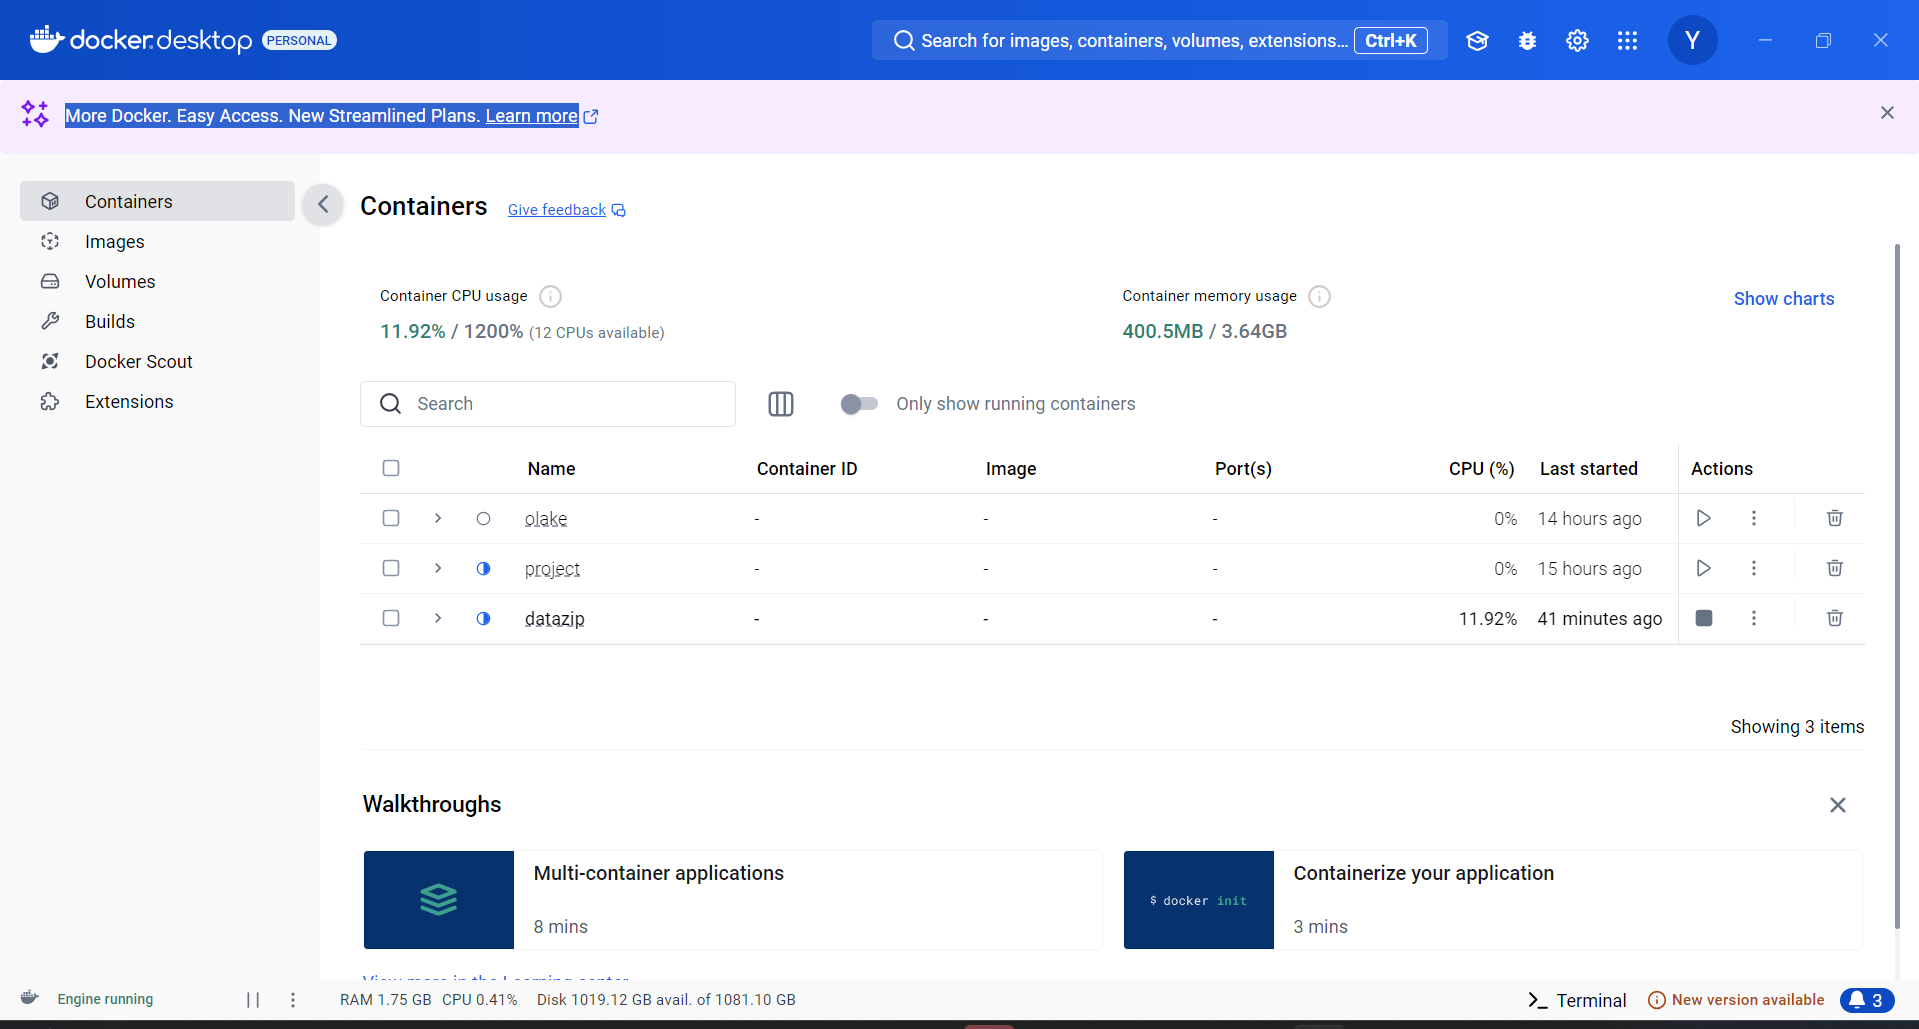 docker.desktop PERSONAL
Search for images, containers, volumes, extensions... Ctrl+K
Y
More Docker. Easy Access. New Streamlined Plans. Learn more
Containers
Images
Volumes
Builds
Docker Scout
Extensions
Containers Give feedback
Container CPU usage
11.92% / 1200% (12 CPUs available)
Container memory usage
400.5MB / 3.64GB
Show charts
Search
Only show running containers
Name Container ID Image Port(s) CPU (%) Last started Actions
olake - - - 0% 14 hours ago
project - - - 0% 15 hours ago
datazip - - - 11.92% 41 minutes ago
Showing 3 items
Walkthroughs
Multi-container applications
8 mins
$ docker init
Containerize your application
3 mins
View more in the Learning center
Engine running
RAM 1.75 GB CPU 0.41% Disk 1019.12 GB avail. of 1081.10 GB
Terminal
New version available
3